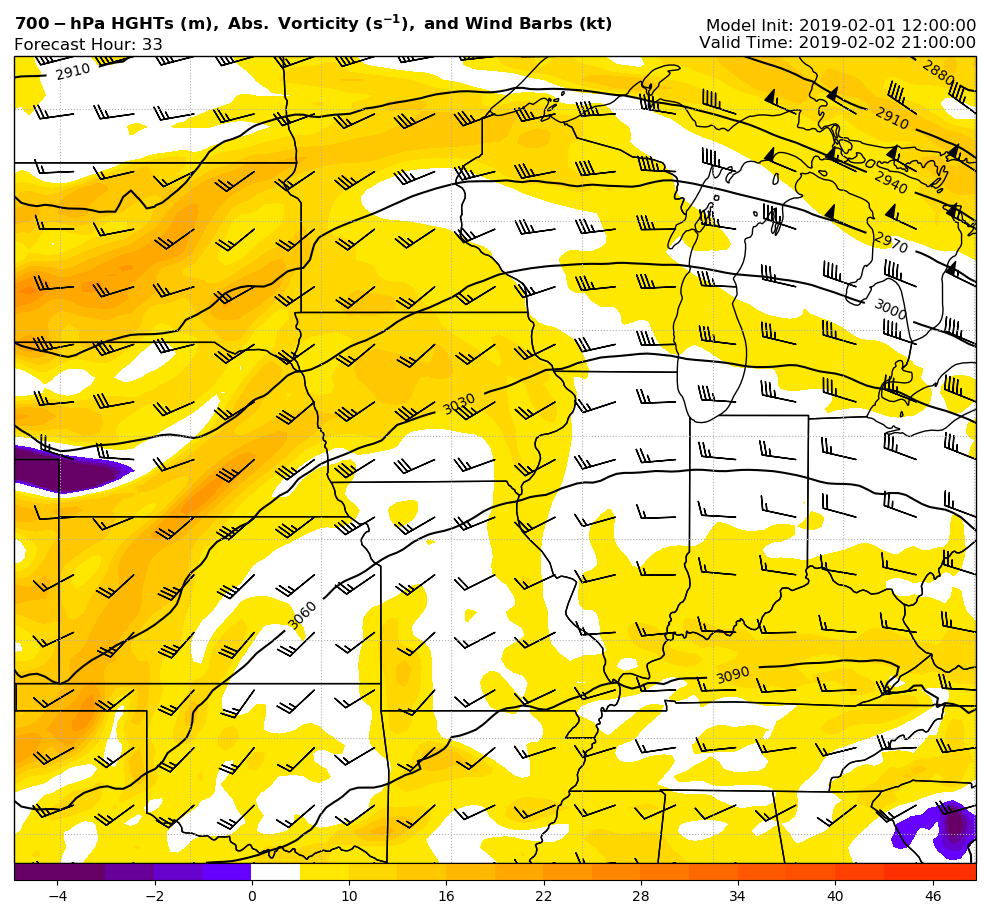 700-hPa HGHTs (m), Abs. Vorticity (s⁻¹), and Wind Barbs (kt)
Model Init: 2019-02-01 12:00:00
Forecast Hour: 33
Valid Time: 2019-02-02 21:00:00
2910
2880
2910
2940
2970
3000
3030
3060
3090
−4 −2 0 10 16 22 28 34 40 46